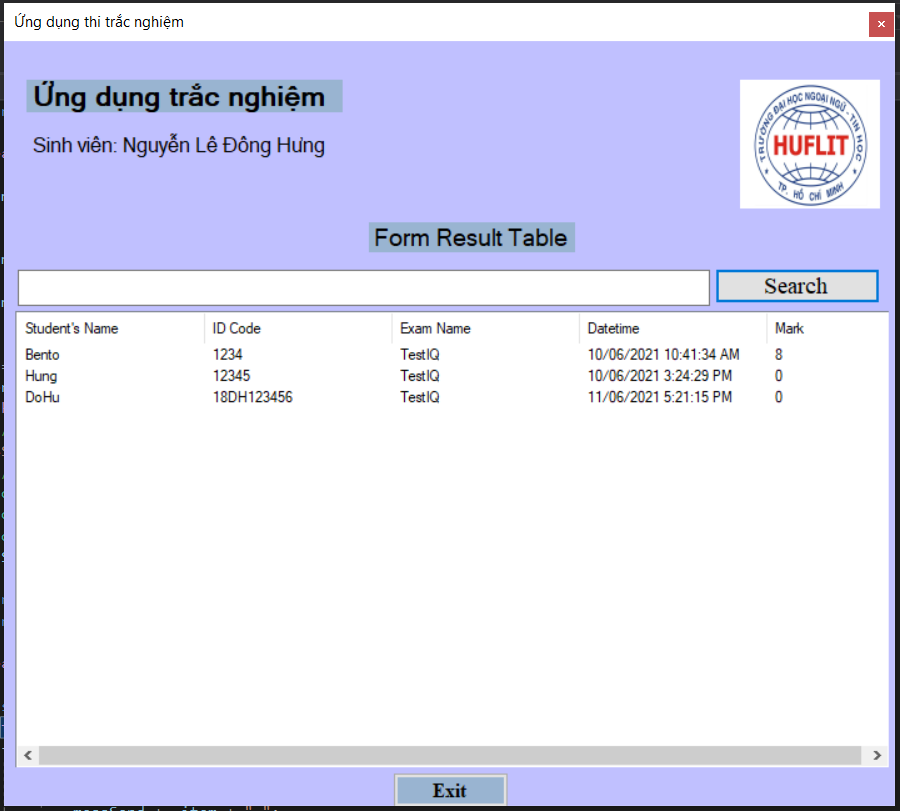 Ứng dụng thi trắc nghiệm
Ứng dụng trắc nghiệm
Sinh viên: Nguyễn Lê Đông Hưng
TRƯỜNG ĐẠI HỌC NGOẠI NGỮ - TIN HỌC
HUFLIT
TP. HỒ CHÍ MINH
Form Result Table
Search
Student's Name ID Code Exam Name Datetime Mark
Bento 1234 TestIQ 10/06/2021 10:41:34 AM 8
Hung 12345 TestIQ 10/06/2021 3:24:29 PM 0
DoHu 18DH123456 TestIQ 11/06/2021 5:21:15 PM 0
Exit